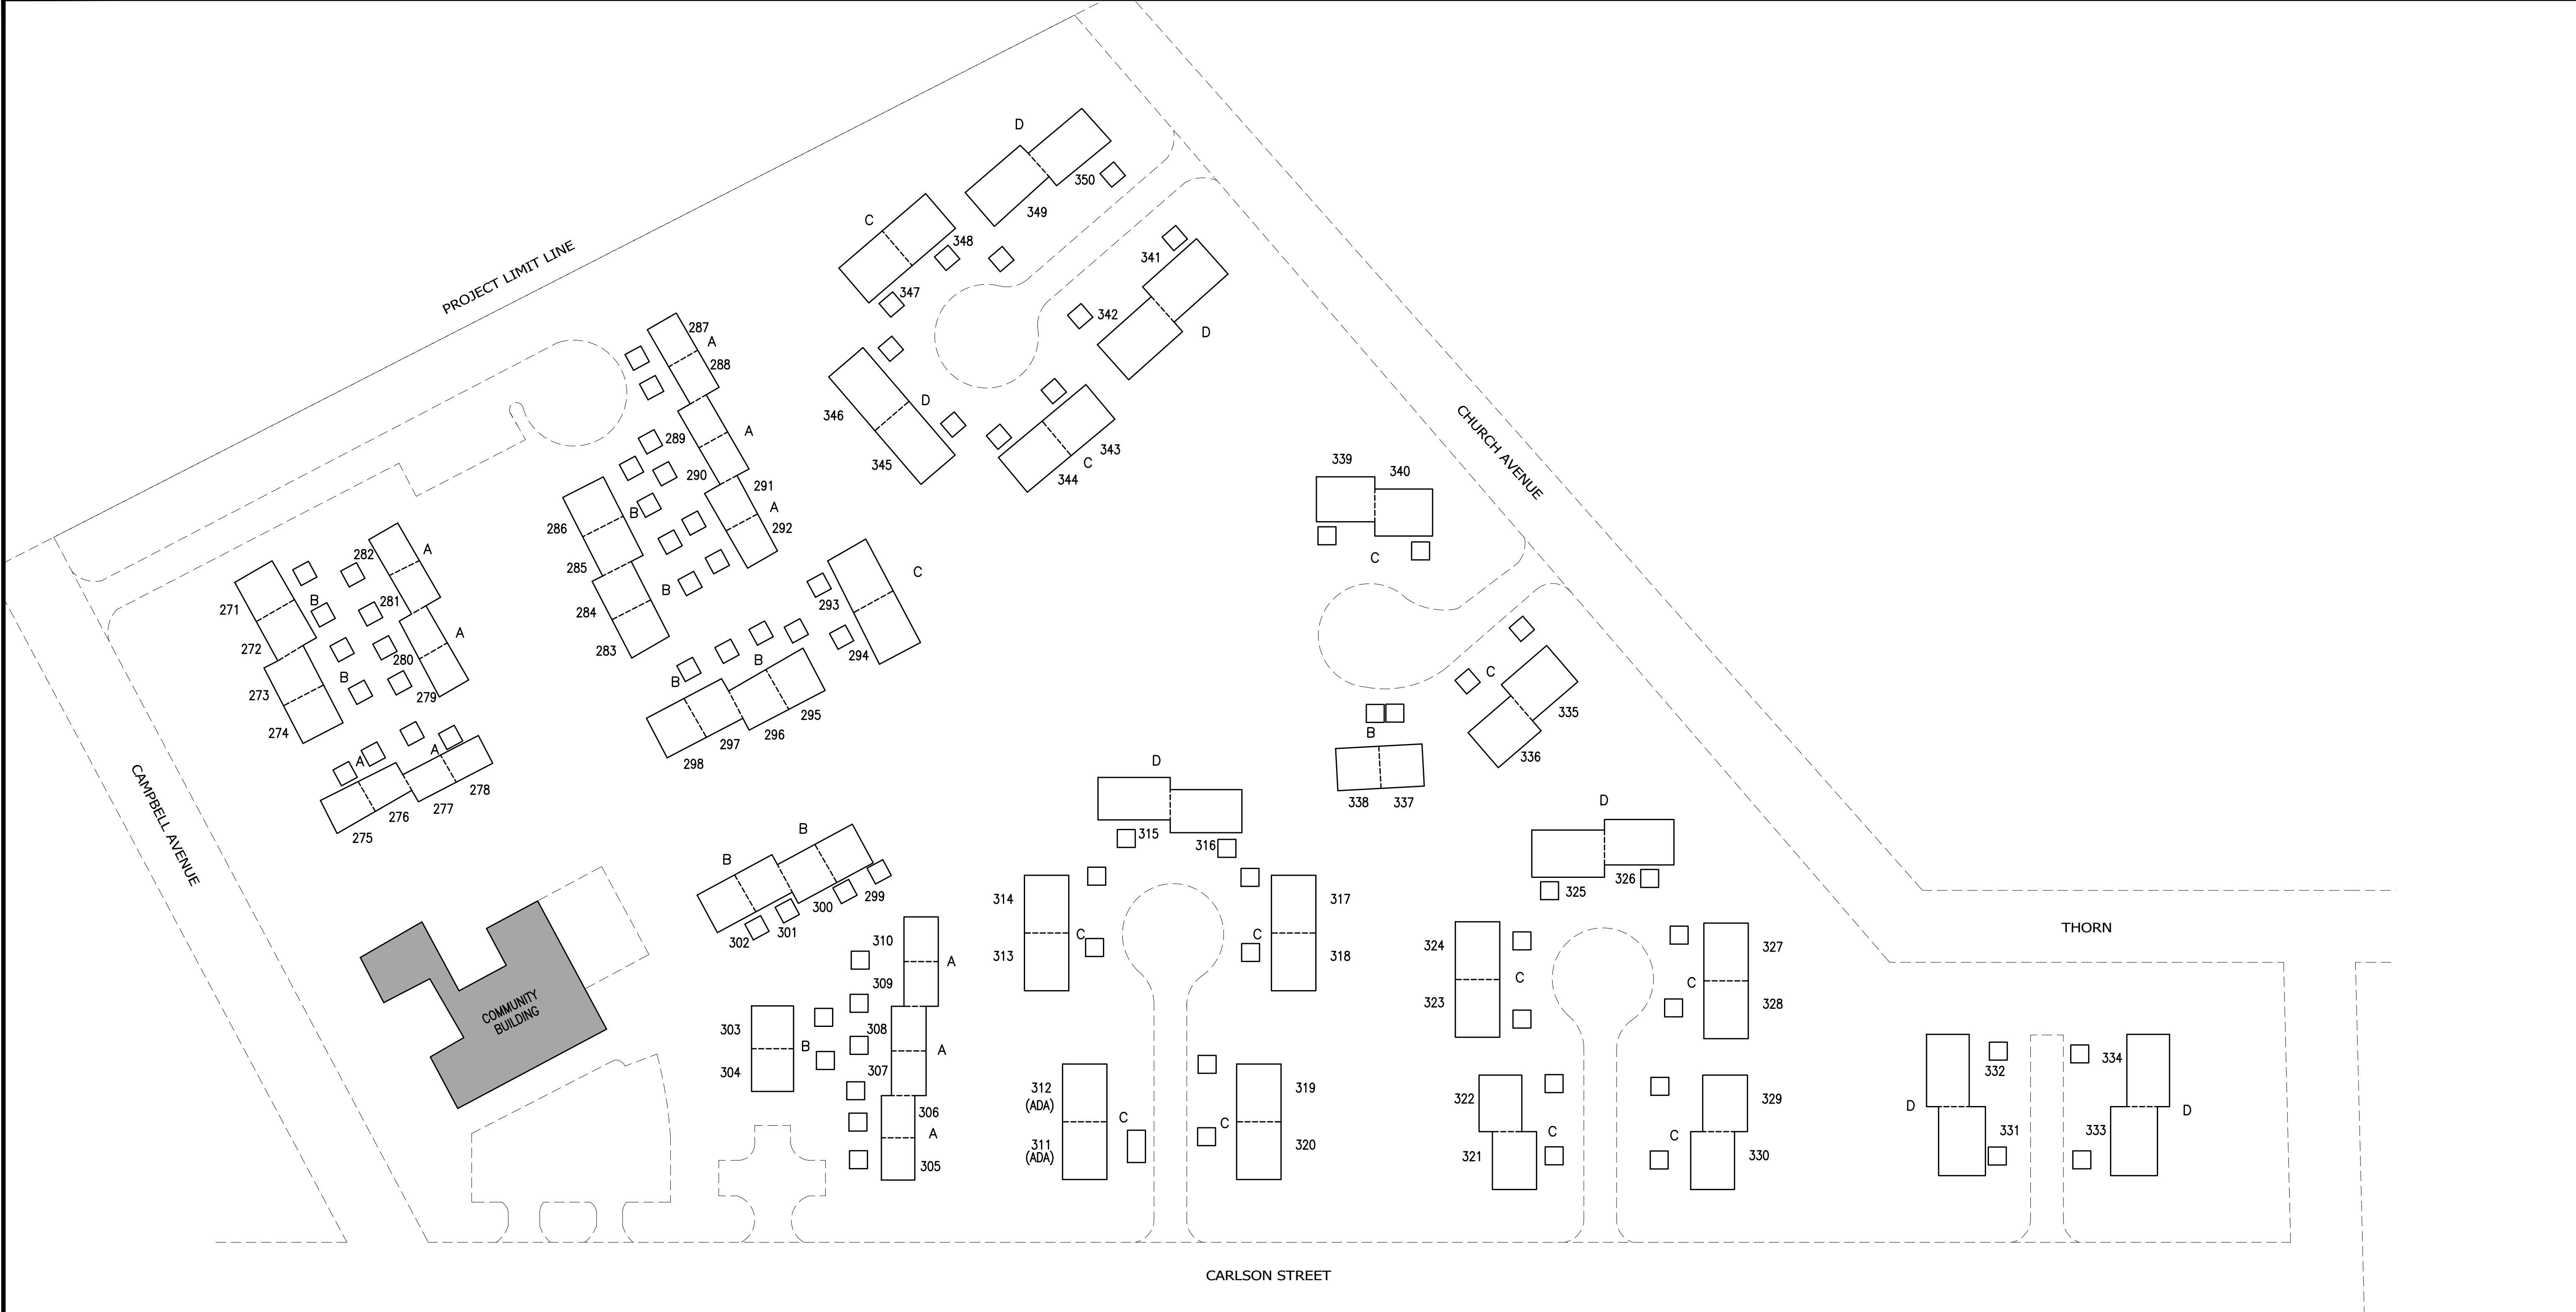 D
350
349
C
348
347
341
342
D
PROJECT LIMIT LINE
287
A
288
A
289
290
291
A
292
286
B
285
B
284
283
346
D
345
343
C
344
CHURCH AVENUE
339
340
C
282
A
271
B
281
272
A
280
273
B
279
274
C
293
294
B
B
295
296
297
298
C
335
336
B
338
337
CAMPBELL AVENUE
A
A
278
277
276
275
D
315
316
D
325
326
B
B
299
300
301
302
310
A
309
308
A
307
306
A
305
303
B
304
314
C
313
317
C
318
324
C
323
327
C
328
THORN
COMMUNITY
BUILDING
312
(ADA)
C
311
(ADA)
319
C
320
322
C
321
329
C
330
332
D
331
334
D
333
CARLSON STREET